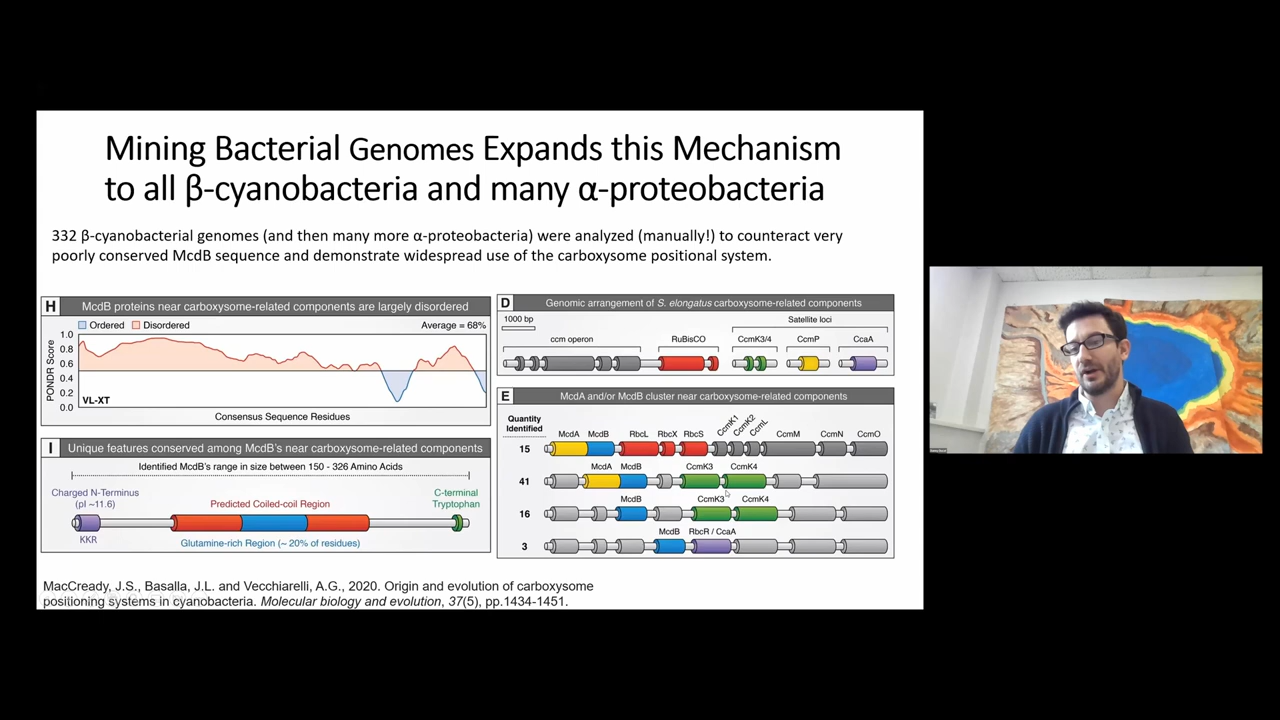 Mining Bacterial Genomes Expands this Mechanism
to all β-cyanobacteria and many α-proteobacteria
332 β-cyanobacterial genomes (and then many more α-proteobacteria) were analyzed (manually!) to counteract very
poorly conserved McdB sequence and demonstrate widespread use of the carboxysome positional system.
H McdB proteins near carboxysome-related components are largely disordered
Ordered Disordered Average = 68%
PONDR Score
1.0
0.8
0.6
0.4
0.2
0.0
VL-XT
Consensus Sequence Residues
I Unique features conserved among McdB's near carboxysome-related components
Identified McdB's range in size between 150 - 326 Amino Acids
Charged N-Terminus
(pI ~11.6)
Predicted Coiled-coil Region
C-terminal
Tryptophan
KKR
Glutamine-rich Region (~ 20% of residues)
D Genomic arrangement of S. elongatus carboxysome-related components
1000 bp
Satellite loci
ccm operon RuBisCO CcmK3/4 CcmP CcaA
E McdA and/or McdB cluster near carboxysome-related components
Quantity
Identified
McdA McdB RbcL RbcX RbcS CcmK1 CcmK2 CcmL CcmM CcmN CcmO
15
McdA McdB CcmK3 CcmK4
41
McdB CcmK3 CcmK4
16
McdB RbcR / CcaA
3
MacCready, J.S., Basalla, J.L. and Vecchiarelli, A.G., 2020. Origin and evolution of carboxysome
positioning systems in cyanobacteria. Molecular biology and evolution, 37(5), pp.1434-1451.